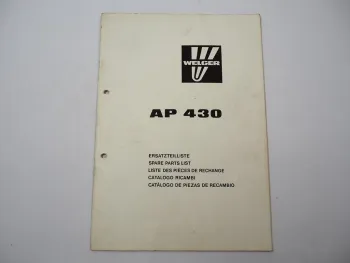 WELGER
AP 430
ERSATZTEILLISTE
SPARE PARTS LIST
LISTE DES PIÈCES DE RECHANGE
CATALOGO RICAMBI
CATÁLOGO DE PIEZAS DE RECAMBIO